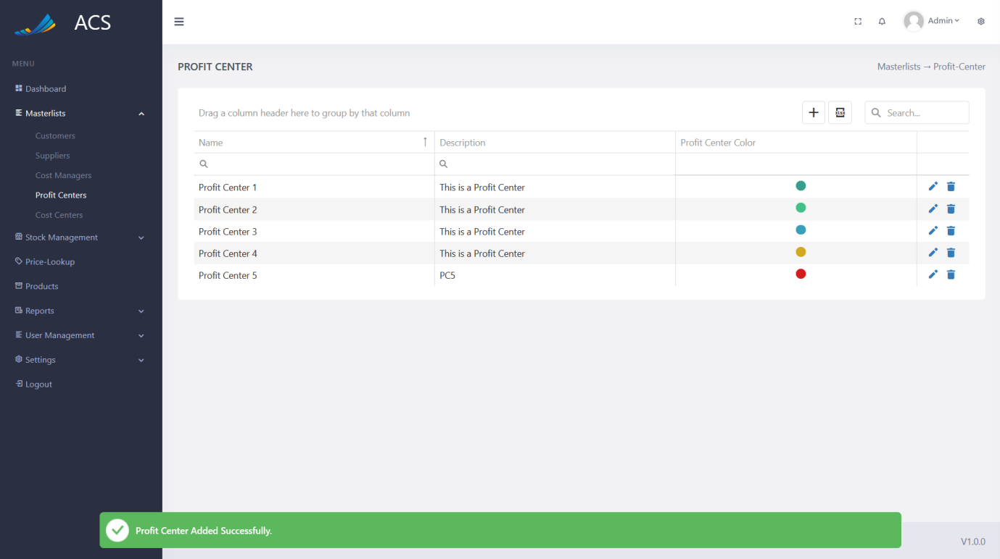 ACS
Admin
MENU
PROFIT CENTER
Masterlists → Profit-Center
Dashboard
Masterlists
Customers
Suppliers
Cost Managers
Profit Centers
Cost Centers
Stock Management
Price-Lookup
Products
Reports
User Management
Settings
Logout
Drag a column header here to group by that column
xlsx
Search...
Name Description Profit Center Color
Profit Center 1 This is a Profit Center
Profit Center 2 This is a Profit Center
Profit Center 3 This is a Profit Center
Profit Center 4 This is a Profit Center
Profit Center 5 PC5
Profit Center Added Successfully.
V1.0.0